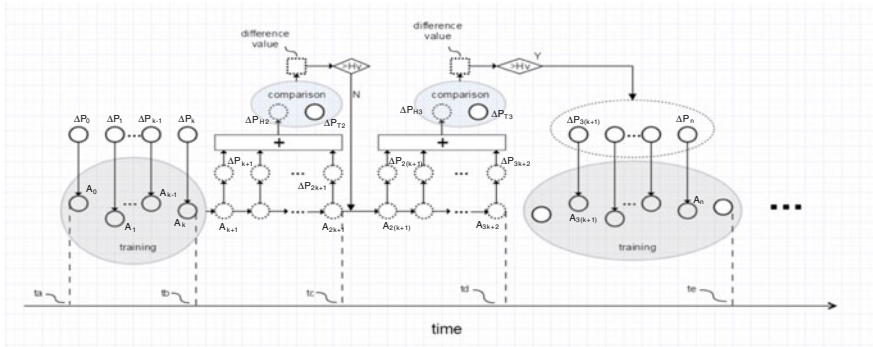 difference
value
difference
value
>Hv
>Hv
Y
comparison
comparison
N
ΔP0
ΔP1
ΔPk-1
ΔPk
ΔPH2
ΔPT2
ΔPH3
ΔPT3
ΔP3(k+1)
ΔPn
+
+
ΔPk+1
ΔP2k+1
ΔP2(k+1)
ΔP3k+2
A0
A1
Ak-1
Ak
Ak+1
A2k+1
A2(k+1)
A3k+2
A3(k+1)
An
training
training
ta
tb
tc
td
te
time